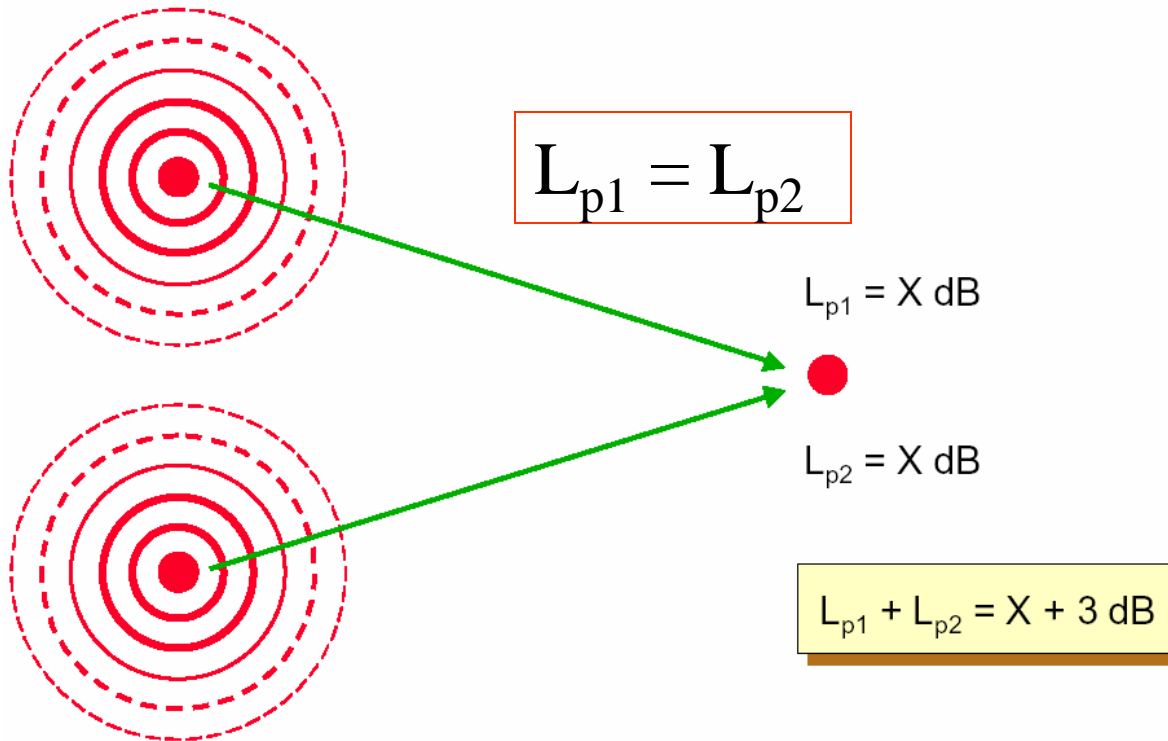 Lp1 = Lp2
Lp1 = X dB
Lp2 = X dB
Lp1 + Lp2 = X + 3 dB